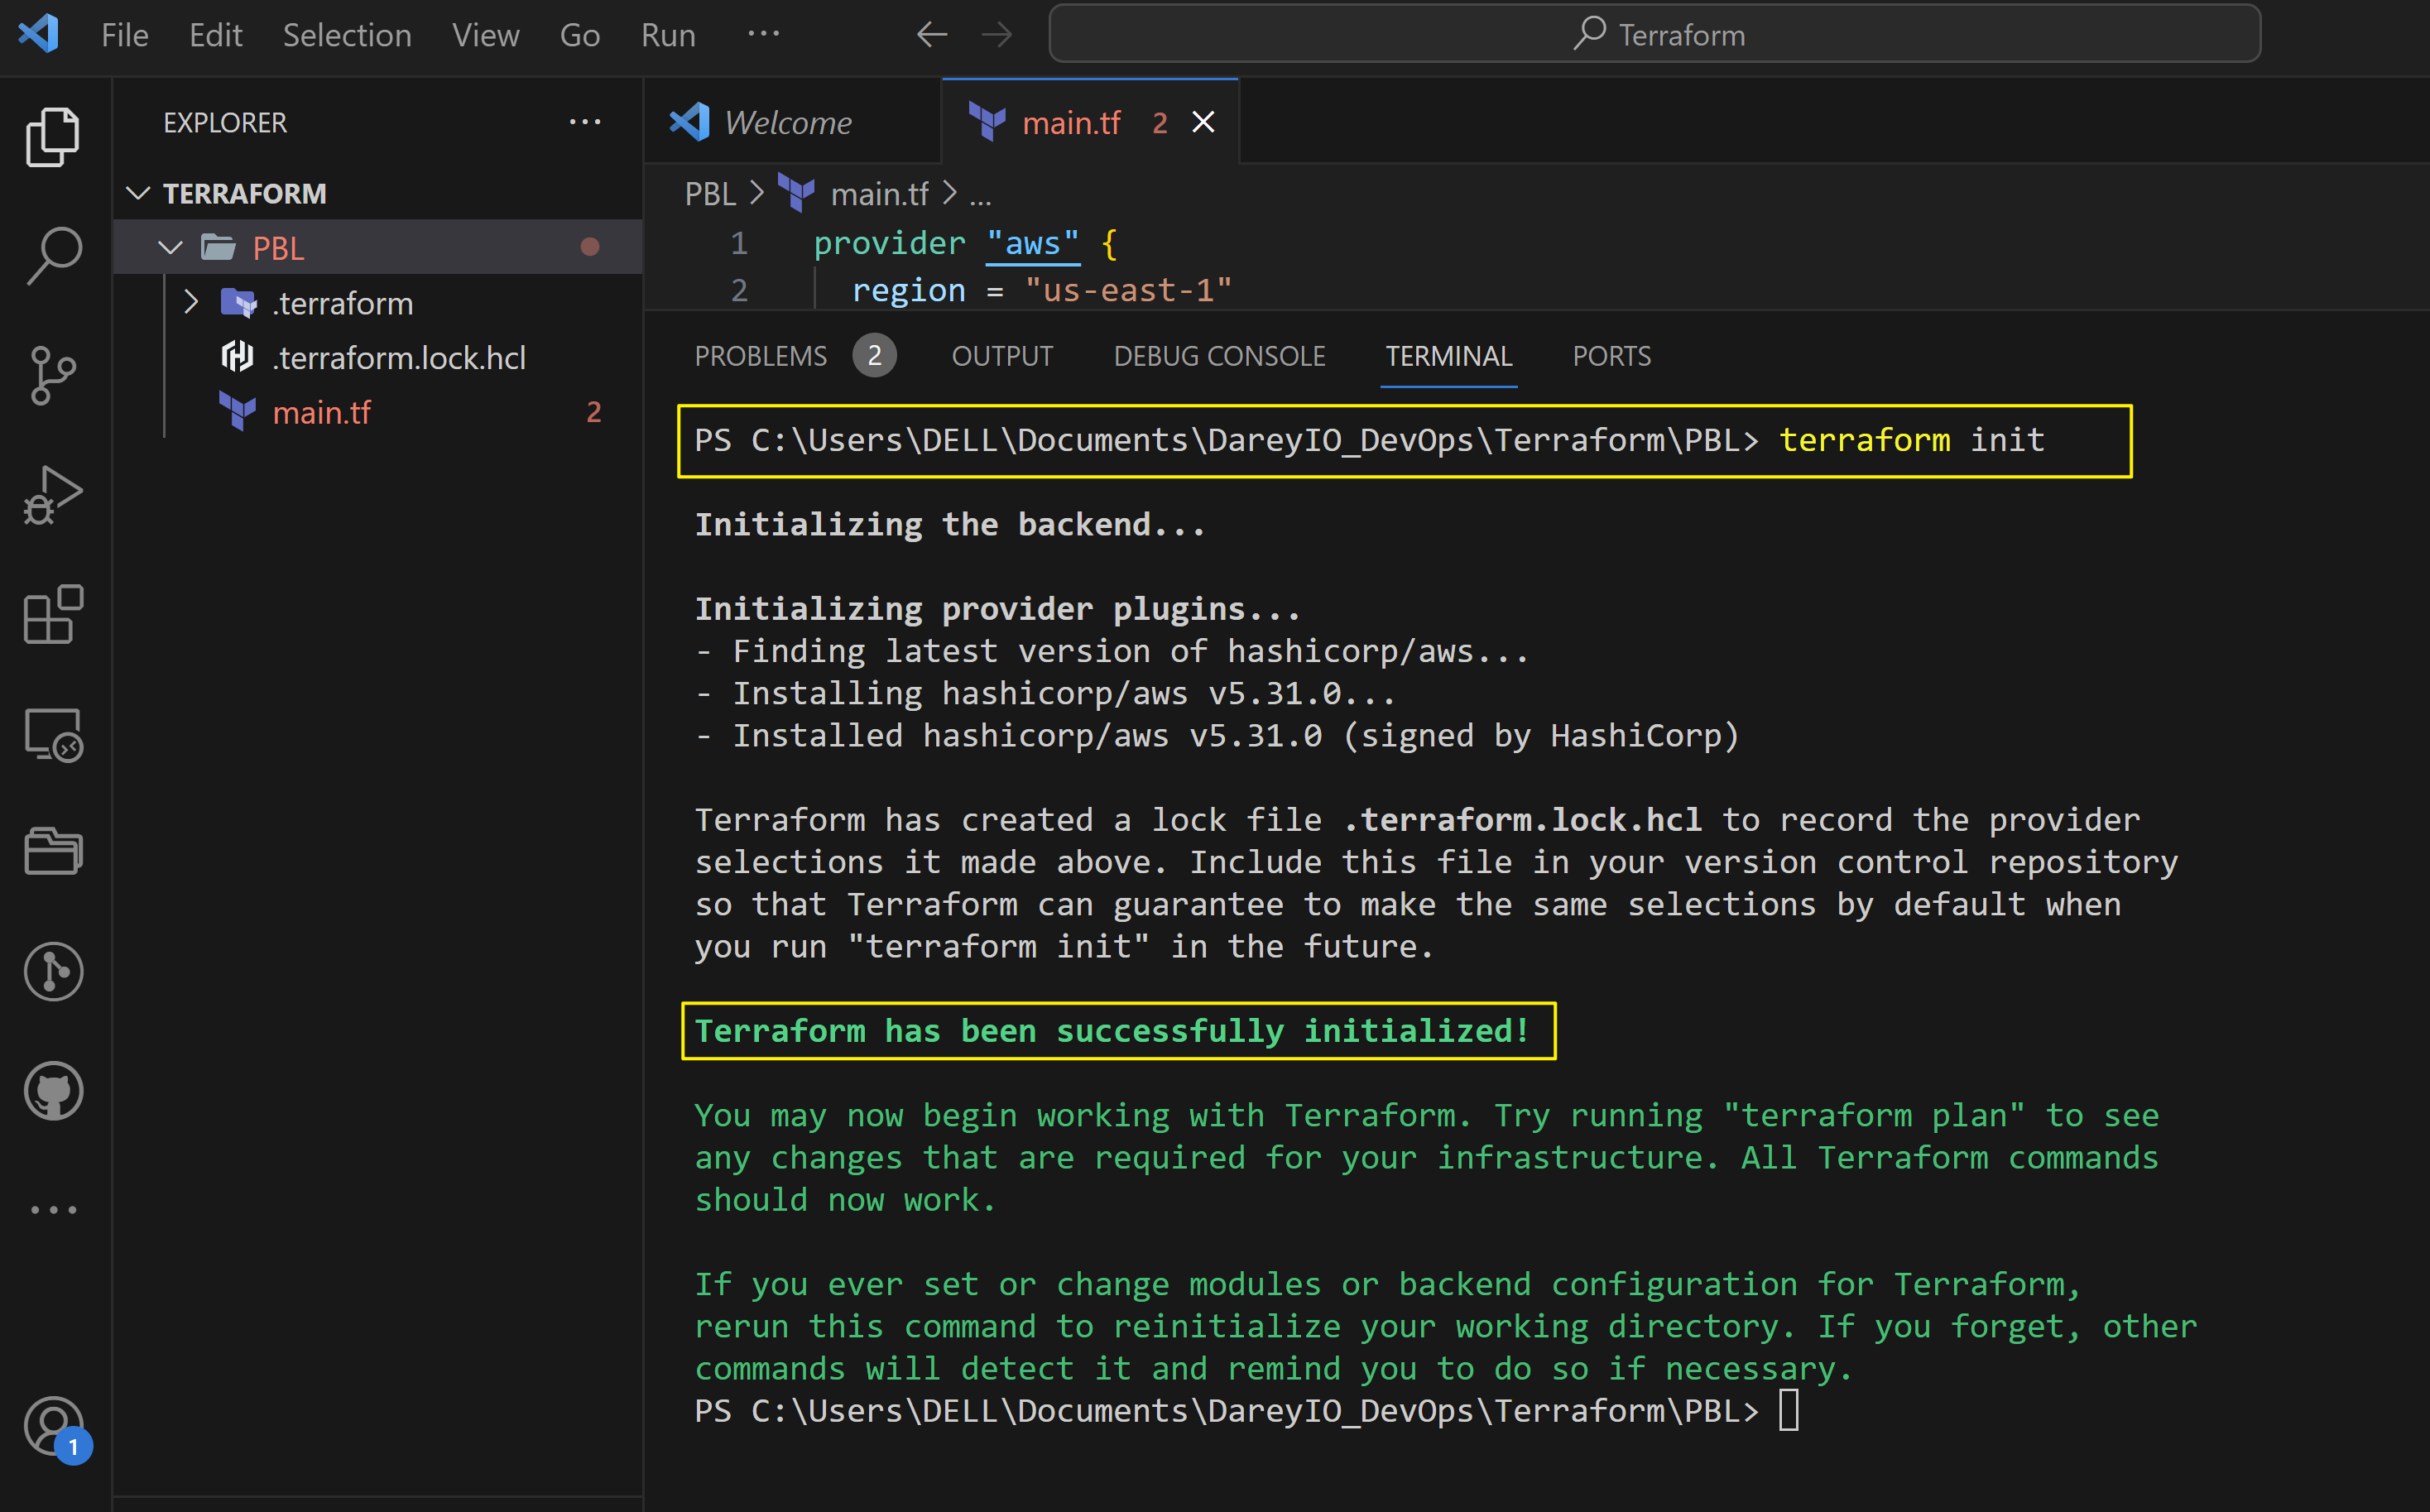 File Edit Selection View Go Run ...
Terraform
EXPLORER ...
TERRAFORM
PBL
.terraform
.terraform.lock.hcl
main.tf 2
Welcome
main.tf 2
PBL > main.tf > ...
1 provider "aws" {
2 region = "us-east-1"
PROBLEMS 2 OUTPUT DEBUG CONSOLE TERMINAL PORTS
PS C:\Users\DELL\Documents\DareyIO_DevOps\Terraform\PBL> terraform init
Initializing the backend...
Initializing provider plugins...
- Finding latest version of hashicorp/aws...
- Installing hashicorp/aws v5.31.0...
- Installed hashicorp/aws v5.31.0 (signed by HashiCorp)
Terraform has created a lock file .terraform.lock.hcl to record the provider
selections it made above. Include this file in your version control repository
so that Terraform can guarantee to make the same selections by default when
you run "terraform init" in the future.
Terraform has been successfully initialized!
You may now begin working with Terraform. Try running "terraform plan" to see
any changes that are required for your infrastructure. All Terraform commands
should now work.
If you ever set or change modules or backend configuration for Terraform,
rerun this command to reinitialize your working directory. If you forget, other
commands will detect it and remind you to do so if necessary.
PS C:\Users\DELL\Documents\DareyIO_DevOps\Terraform\PBL>
1